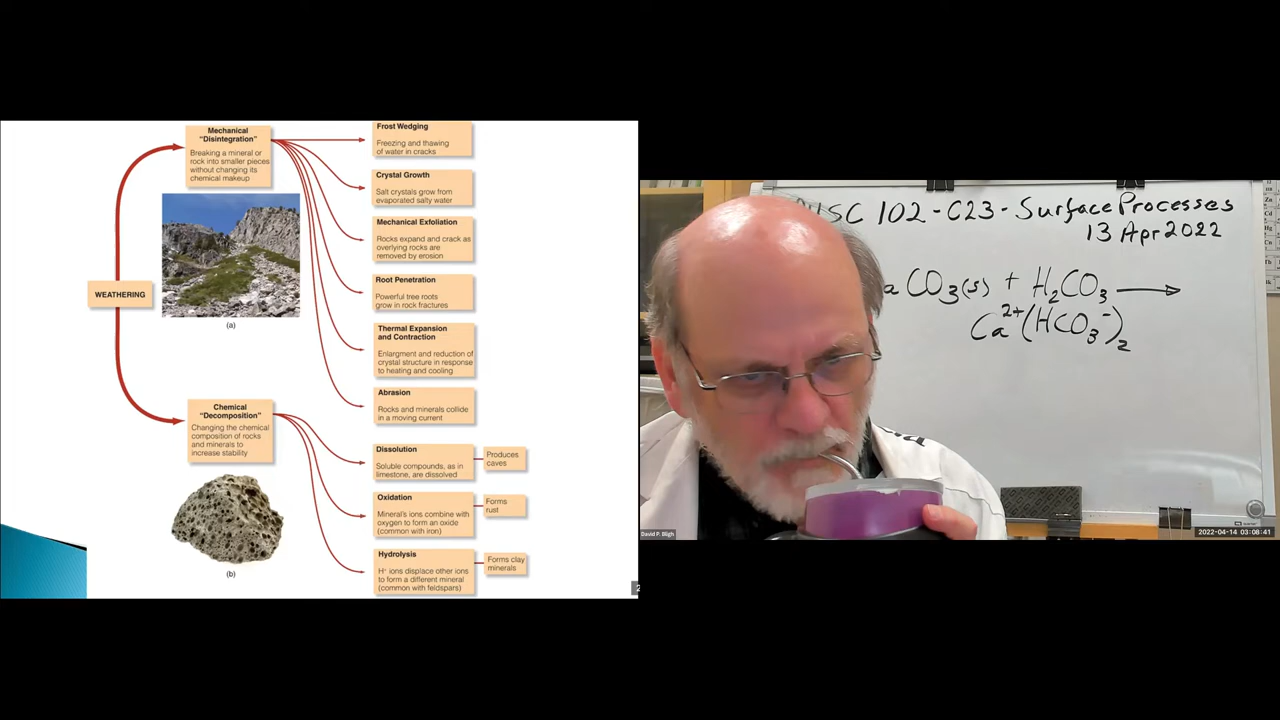 Mechanical
"Disintegration"
Breaking a mineral or
rock into smaller pieces
without changing its
chemical makeup
(a)
WEATHERING
Chemical
"Decomposition"
Changing the chemical
composition of rocks
and minerals to
increase stability
(b)
Frost Wedging
Freezing and thawing
of water in cracks
Crystal Growth
Salt crystals grow from
evaporated salty water
Mechanical Exfoliation
Rocks expand and crack as
overlying rocks are
removed by erosion
Root Penetration
Powerful tree roots
grow in rock fractures
Thermal Expansion
and Contraction
Enlargment and reduction of
crystal structure in response
to heating and cooling
Abrasion
Rocks and minerals collide
in a moving current
Dissolution
Soluble compounds, as in
limestone, are dissolved
Produces
caves
Oxidation
Mineral's ions combine with
oxygen to form an oxide
(common with iron)
Forms
rust
Hydrolysis
H⁺ ions displace other ions
to form a different mineral
(common with feldspars)
Forms clay
minerals
2
SC 102-C23-Surface Processes
13 Apr 2022
a CO₃(s) + H₂CO₃ →
Ca²⁺(HCO₃⁻)₂
David P. Bligh
2022-04-14 03:08:41